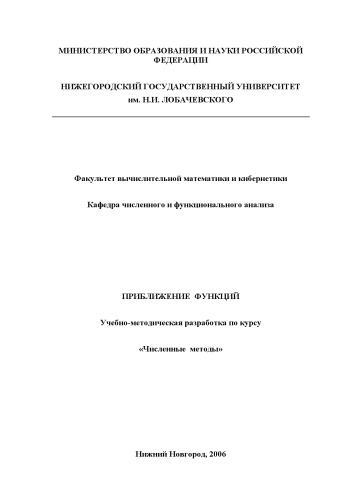 МИНИСТЕРСТВО ОБРАЗОВАНИЯ И НАУКИ РОССИЙСКОЙ
ФЕДЕРАЦИИ
НИЖЕГОРОДСКИЙ ГОСУДАРСТВЕННЫЙ УНИВЕРСИТЕТ
им. Н.И. ЛОБАЧЕВСКОГО
Факультет вычислительной математики и кибернетики
Кафедра численного и функционального анализа
ПРИБЛИЖЕНИЕ ФУНКЦИЙ
Учебно-методическая разработка по курсу
«Численные методы»
Нижний Новгород, 2006